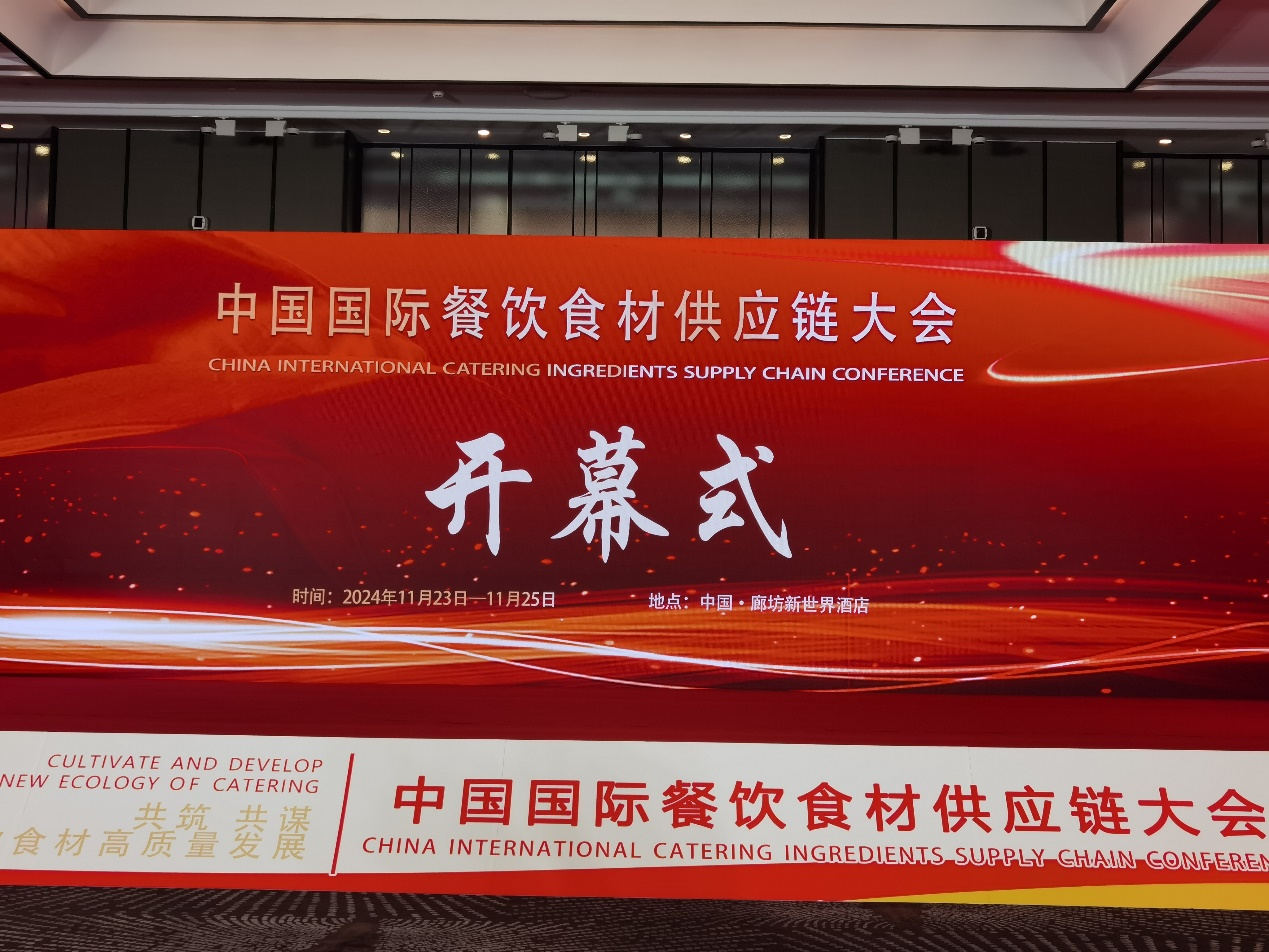 中国国际餐饮食材供应链大会
CHINA INTERNATIONAL CATERING INGREDIENTS SUPPLY CHAIN CONFERENCE
开幕式
时间：2024年11月23日—11月25日
地点：中国·廊坊新世界酒店
CULTIVATE AND DEVELOP
NEW ECOLOGY OF CATERING
共筑 共谋
食材高质量发展
中国国际餐饮食材供应链大会
CHINA INTERNATIONAL CATERING INGREDIENTS SUPPLY CHAIN CONFEREN